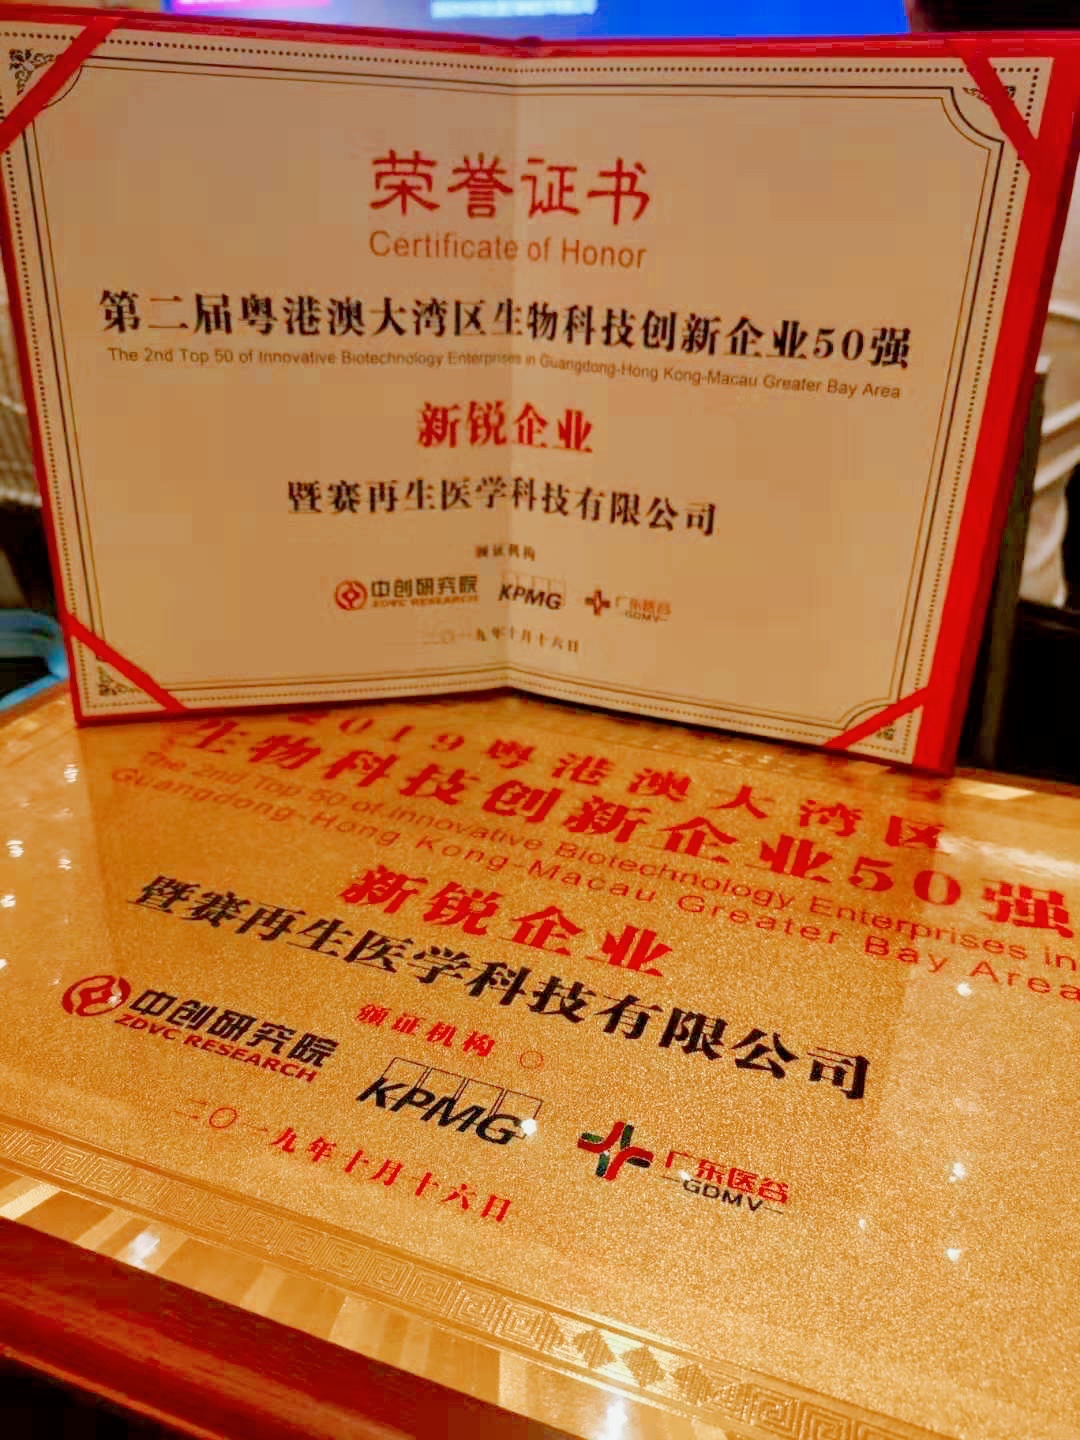 荣誉证书
Certificate of Honor
第二届粤港澳大湾区生物科技创新企业50强
The 2nd Top 50 of Innovative Biotechnology Enterprises in Guangdong-Hong Kong-Macau Greater Bay Area
新锐企业
暨赛再生医学科技有限公司
颁证机构
中创研究院
ZDVC RESEARCH
KPMG
广东医谷
GDMV
二〇一九年十月十六日
2019粤港澳大湾区
生物科技创新企业50强
The 2nd Top 50 of Innovative Biotechnology Enterprises in
Guangdong-Hong Kong-Macau Greater Bay Area
新锐企业
暨赛再生医学科技有限公司
颁证机构
中创研究院
ZDVC RESEARCH
KPMG
广东医谷
GDMV
二〇一九年十月十六日